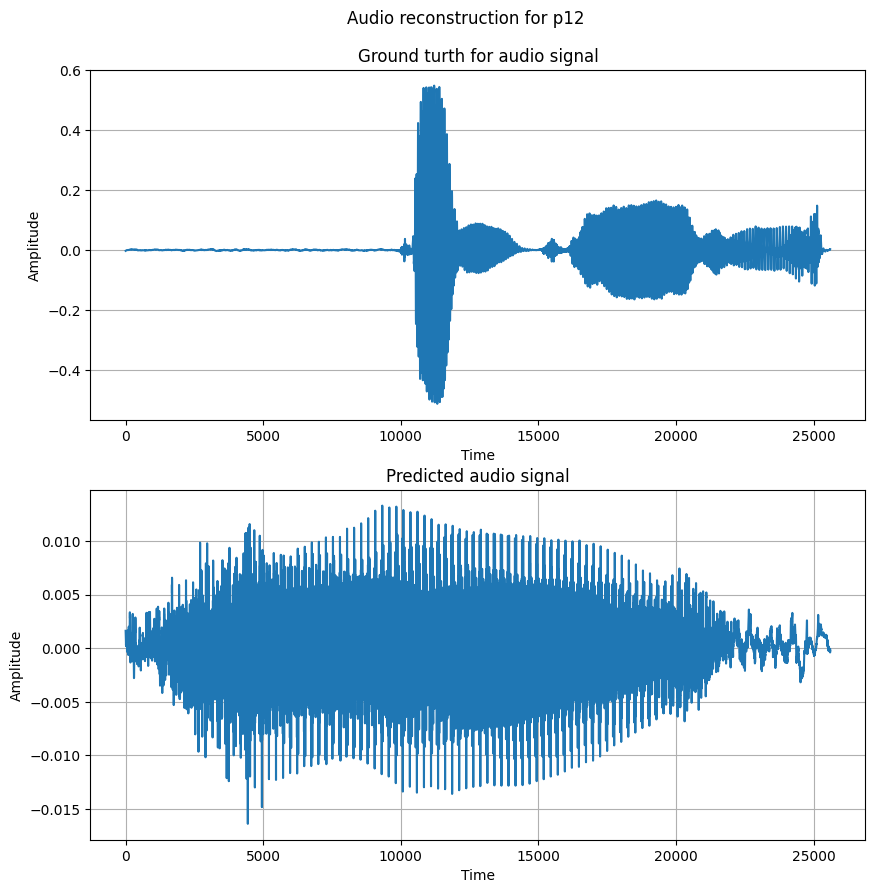 Audio reconstruction for p12
Ground turth for audio signal
0.6
0.4
0.2
0.0
−0.2
−0.4
Amplitude
0 5000 10000 15000 20000 25000
Time
Predicted audio signal
0.010
0.005
0.000
−0.005
−0.010
−0.015
Amplitude
0 5000 10000 15000 20000 25000
Time